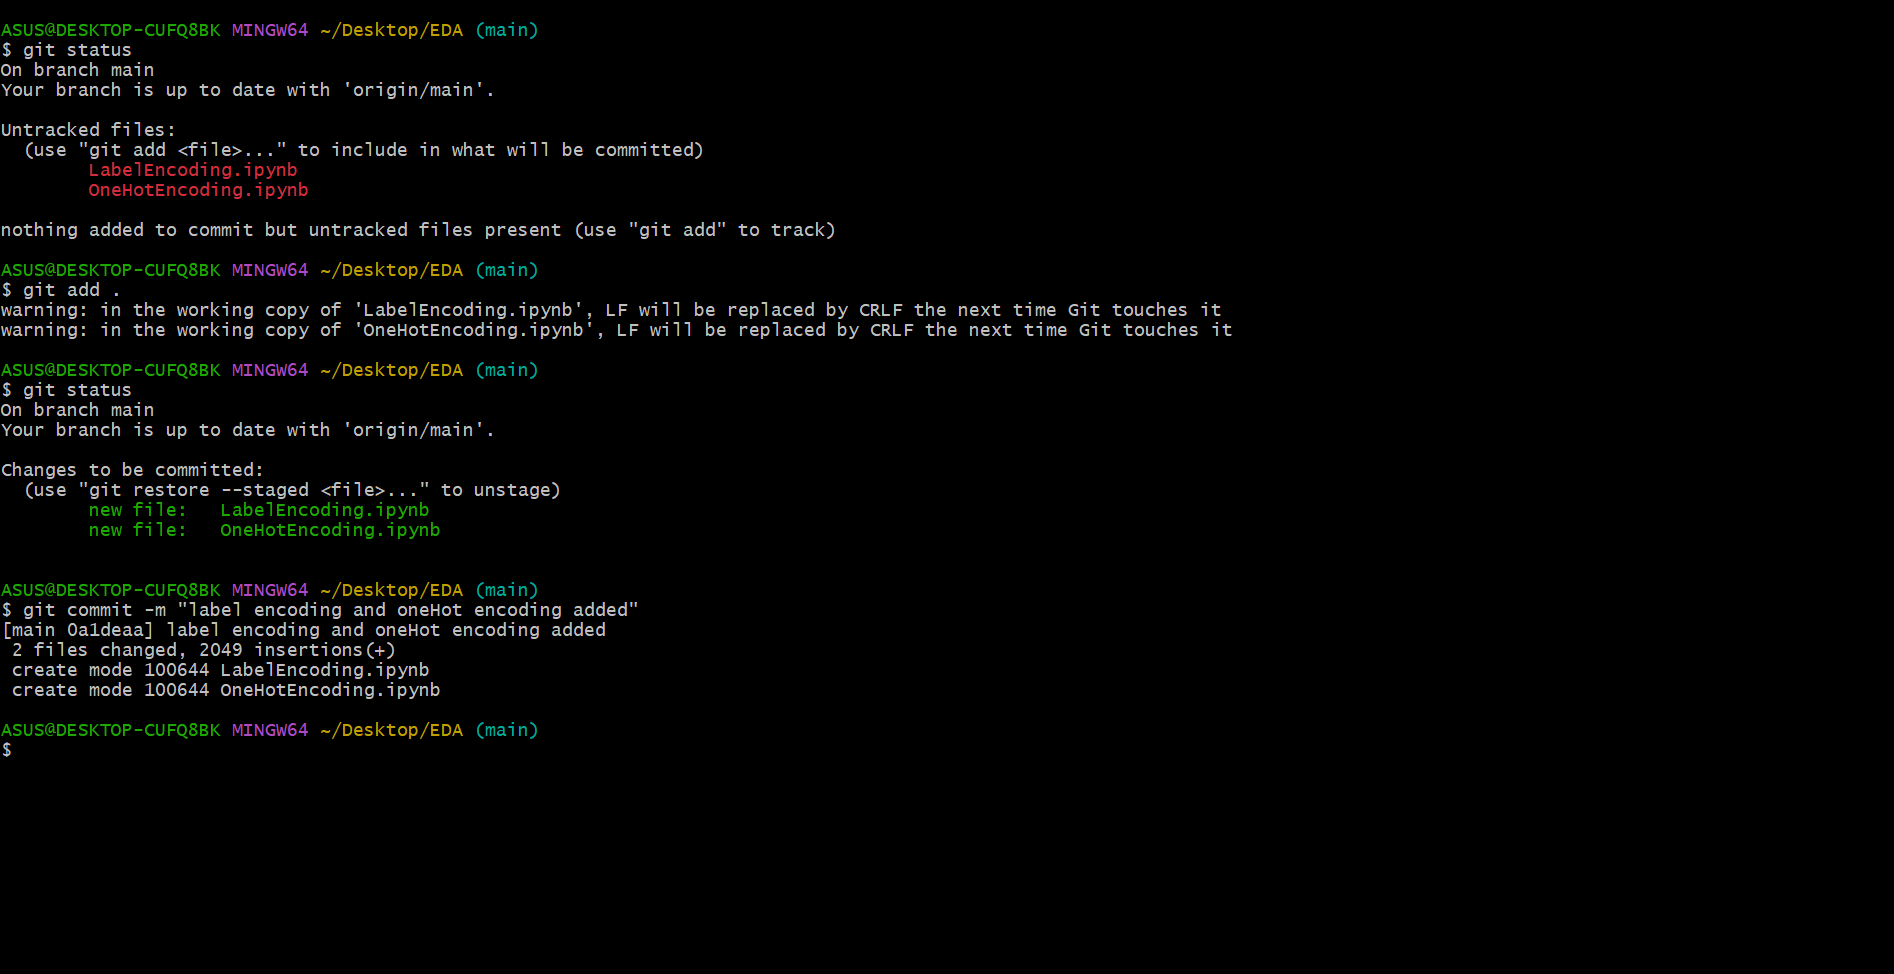 ASUS@DESKTOP-CUFQ8BK MINGW64 ~/Desktop/EDA (main)
$ git status
On branch main
Your branch is up to date with 'origin/main'.
Untracked files:
  (use "git add <file>..." to include in what will be committed)
        LabelEncoding.ipynb
        OneHotEncoding.ipynb
nothing added to commit but untracked files present (use "git add" to track)
ASUS@DESKTOP-CUFQ8BK MINGW64 ~/Desktop/EDA (main)
$ git add .
warning: in the working copy of 'LabelEncoding.ipynb', LF will be replaced by CRLF the next time Git touches it
warning: in the working copy of 'OneHotEncoding.ipynb', LF will be replaced by CRLF the next time Git touches it
ASUS@DESKTOP-CUFQ8BK MINGW64 ~/Desktop/EDA (main)
$ git status
On branch main
Your branch is up to date with 'origin/main'.
Changes to be committed:
  (use "git restore --staged <file>..." to unstage)
        new file:   LabelEncoding.ipynb
        new file:   OneHotEncoding.ipynb
ASUS@DESKTOP-CUFQ8BK MINGW64 ~/Desktop/EDA (main)
$ git commit -m "label encoding and oneHot encoding added"
[main 0a1deaa] label encoding and oneHot encoding added
 2 files changed, 2049 insertions(+)
 create mode 100644 LabelEncoding.ipynb
 create mode 100644 OneHotEncoding.ipynb
ASUS@DESKTOP-CUFQ8BK MINGW64 ~/Desktop/EDA (main)
$